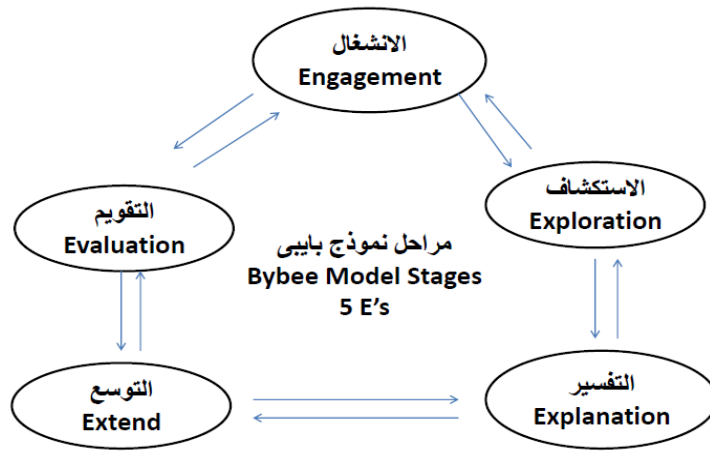 الانشغال
Engagement
الاستكشاف
Exploration
التقويم
Evaluation
مراحل نموذج بايبى
Bybee Model Stages
5 E's
التفسير
Explanation
التوسع
Extend